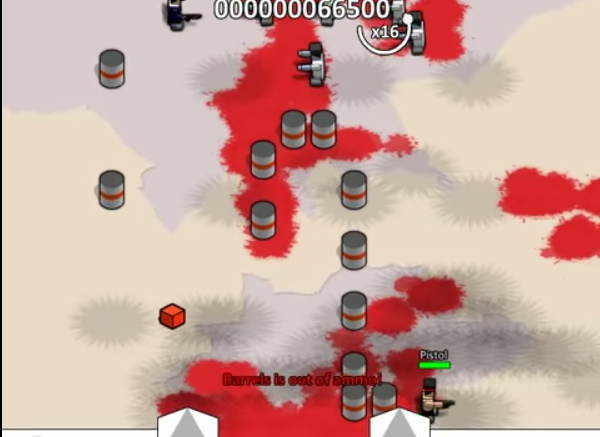 000000066500
x16
Pistol
Barrels is out of ammo!